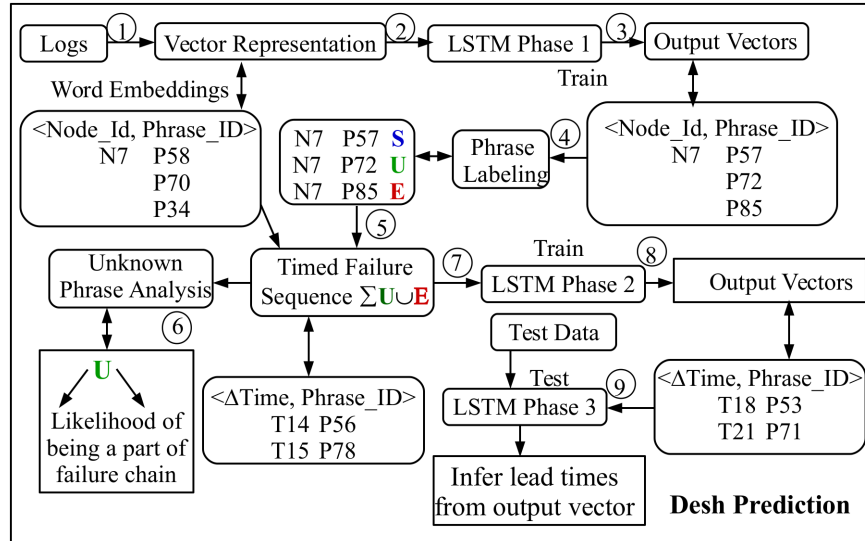 Logs
1
Vector Representation
2
LSTM Phase 1
3
Output Vectors
Word Embeddings
Train
<Node_Id, Phrase_ID>
N7 P58
P70
P34
N7 P57 S
N7 P72 U
N7 P85 E
Phrase
Labeling
4
<Node_Id, Phrase_ID>
N7 P57
P72
P85
5
Unknown
Phrase Analysis
Timed Failure
Sequence ∑U∪E
7
Train
LSTM Phase 2
8
Output Vectors
6
U
Likelihood of
being a part of
failure chain
<ΔTime, Phrase_ID>
T14 P56
T15 P78
Test Data
Test
LSTM Phase 3
9
<ΔTime, Phrase_ID>
T18 P53
T21 P71
Infer lead times
from output vector
Desh Prediction